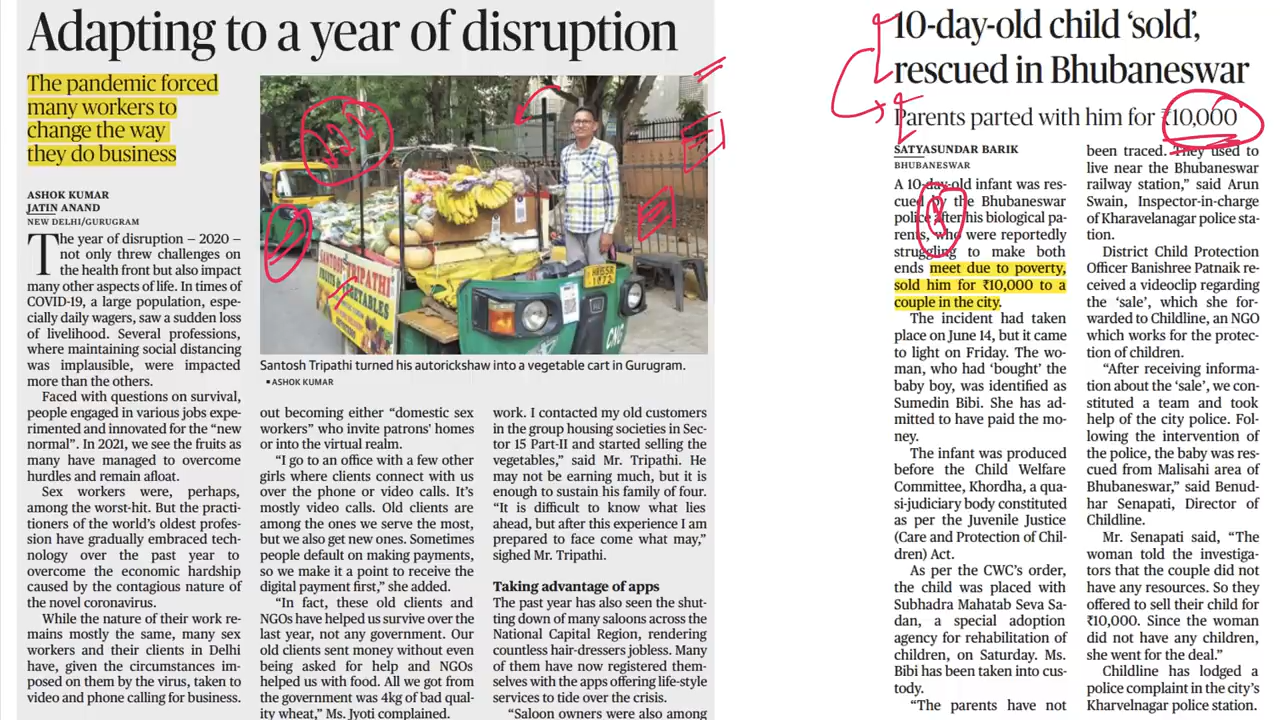 Adapting to a year of disruption
The pandemic forced
many workers to
change the way
they do business
ASHOK KUMAR
JATIN ANAND
NEW DELHI/GURUGRAM
The year of disruption – 2020 –
not only threw challenges on
the health front but also impact
many other aspects of life. In times of
COVID-19, a large population, espe-
cially daily wagers, saw a sudden loss
of livelihood. Several professions,
where maintaining social distancing
was implausible, were impacted
more than the others.
Faced with questions on survival,
people engaged in various jobs expe-
rimented and innovated for the “new
normal”. In 2021, we see the fruits as
many have managed to overcome
hurdles and remain afloat.
Sex workers were, perhaps,
among the worst-hit. But the practi-
tioners of the world’s oldest profes-
sion have gradually embraced tech-
nology over the past year to
overcome the economic hardship
caused by the contagious nature of
the novel coronavirus.
While the nature of their work re-
mains mostly the same, many sex
workers and their clients in Delhi
have, given the circumstances im-
posed on them by the virus, taken to
video and phone calling for business.
SANTOSH TRIPATHI
FRUITS & VEGETABLES
HR55R
1872
CNG
Santosh Tripathi turned his autorickshaw into a vegetable cart in Gurugram.
• ASHOK KUMAR
out becoming either “domestic sex
workers” who invite patrons’ homes
or into the virtual realm.
“I go to an office with a few other
girls where clients connect with us
over the phone or video calls. It’s
mostly video calls. Old clients are
among the ones we serve the most,
but we also get new ones. Sometimes
people default on making payments,
so we make it a point to receive the
digital payment first,” she added.
“In fact, these old clients and
NGOs have helped us survive over the
last year, not any government. Our
old clients sent money without even
being asked for help and NGOs
helped us with food. All we got from
the government was 4kg of bad qual-
ity wheat,” Ms. Jyoti complained.
work. I contacted my old customers
in the group housing societies in Sec-
tor 15 Part-II and started selling the
vegetables,” said Mr. Tripathi. He
may not be earning much, but it is
enough to sustain his family of four.
“It is difficult to know what lies
ahead, but after this experience I am
prepared to face come what may,”
sighed Mr. Tripathi.
Taking advantage of apps
The past year has also seen the shut-
ting down of many saloons across the
National Capital Region, rendering
countless hair-dressers jobless. Many
of them have now registered them-
selves with the apps offering life-style
services to tide over the crisis.
“Saloon owners were also among
10-day-old child ‘sold’,
rescued in Bhubaneswar
Parents parted with him for ₹10,000
SATYASUNDAR BARIK
BHUBANESWAR
A 10-day-old infant was res-
cued by the Bhubaneswar
police after his biological pa-
rents, who were reportedly
struggling to make both
ends meet due to poverty,
sold him for ₹10,000 to a
couple in the city.
The incident had taken
place on June 14, but it came
to light on Friday. The wo-
man, who had ‘bought’ the
baby boy, was identified as
Sumedin Bibi. She has ad-
mitted to have paid the mo-
ney.
The infant was produced
before the Child Welfare
Committee, Khordha, a qua-
si-judiciary body constituted
as per the Juvenile Justice
(Care and Protection of Chil-
dren) Act.
As per the CWC’s order,
the child was placed with
Subhadra Mahatab Seva Sa-
dan, a special adoption
agency for rehabilitation of
children, on Saturday. Ms.
Bibi has been taken into cus-
tody.
“The parents have not
been traced. They used to
live near the Bhubaneswar
railway station,” said Arun
Swain, Inspector-in-charge
of Kharavelanagar police sta-
tion.
District Child Protection
Officer Banishree Patnaik re-
ceived a videoclip regarding
the ‘sale’, which she for-
warded to Childline, an NGO
which works for the protec-
tion of children.
“After receiving informa-
tion about the ‘sale’, we con-
stituted a team and took
help of the city police. Fol-
lowing the intervention of
the police, the baby was res-
cued from Malisahi area of
Bhubaneswar,” said Benud-
har Senapati, Director of
Childline.
Mr. Senapati said, “The
woman told the investiga-
tors that the couple did not
have any resources. So they
offered to sell their child for
₹10,000. Since the woman
did not have any children,
she went for the deal.”
Childline has lodged a
police complaint in the city’s
Kharvelnagar police station.